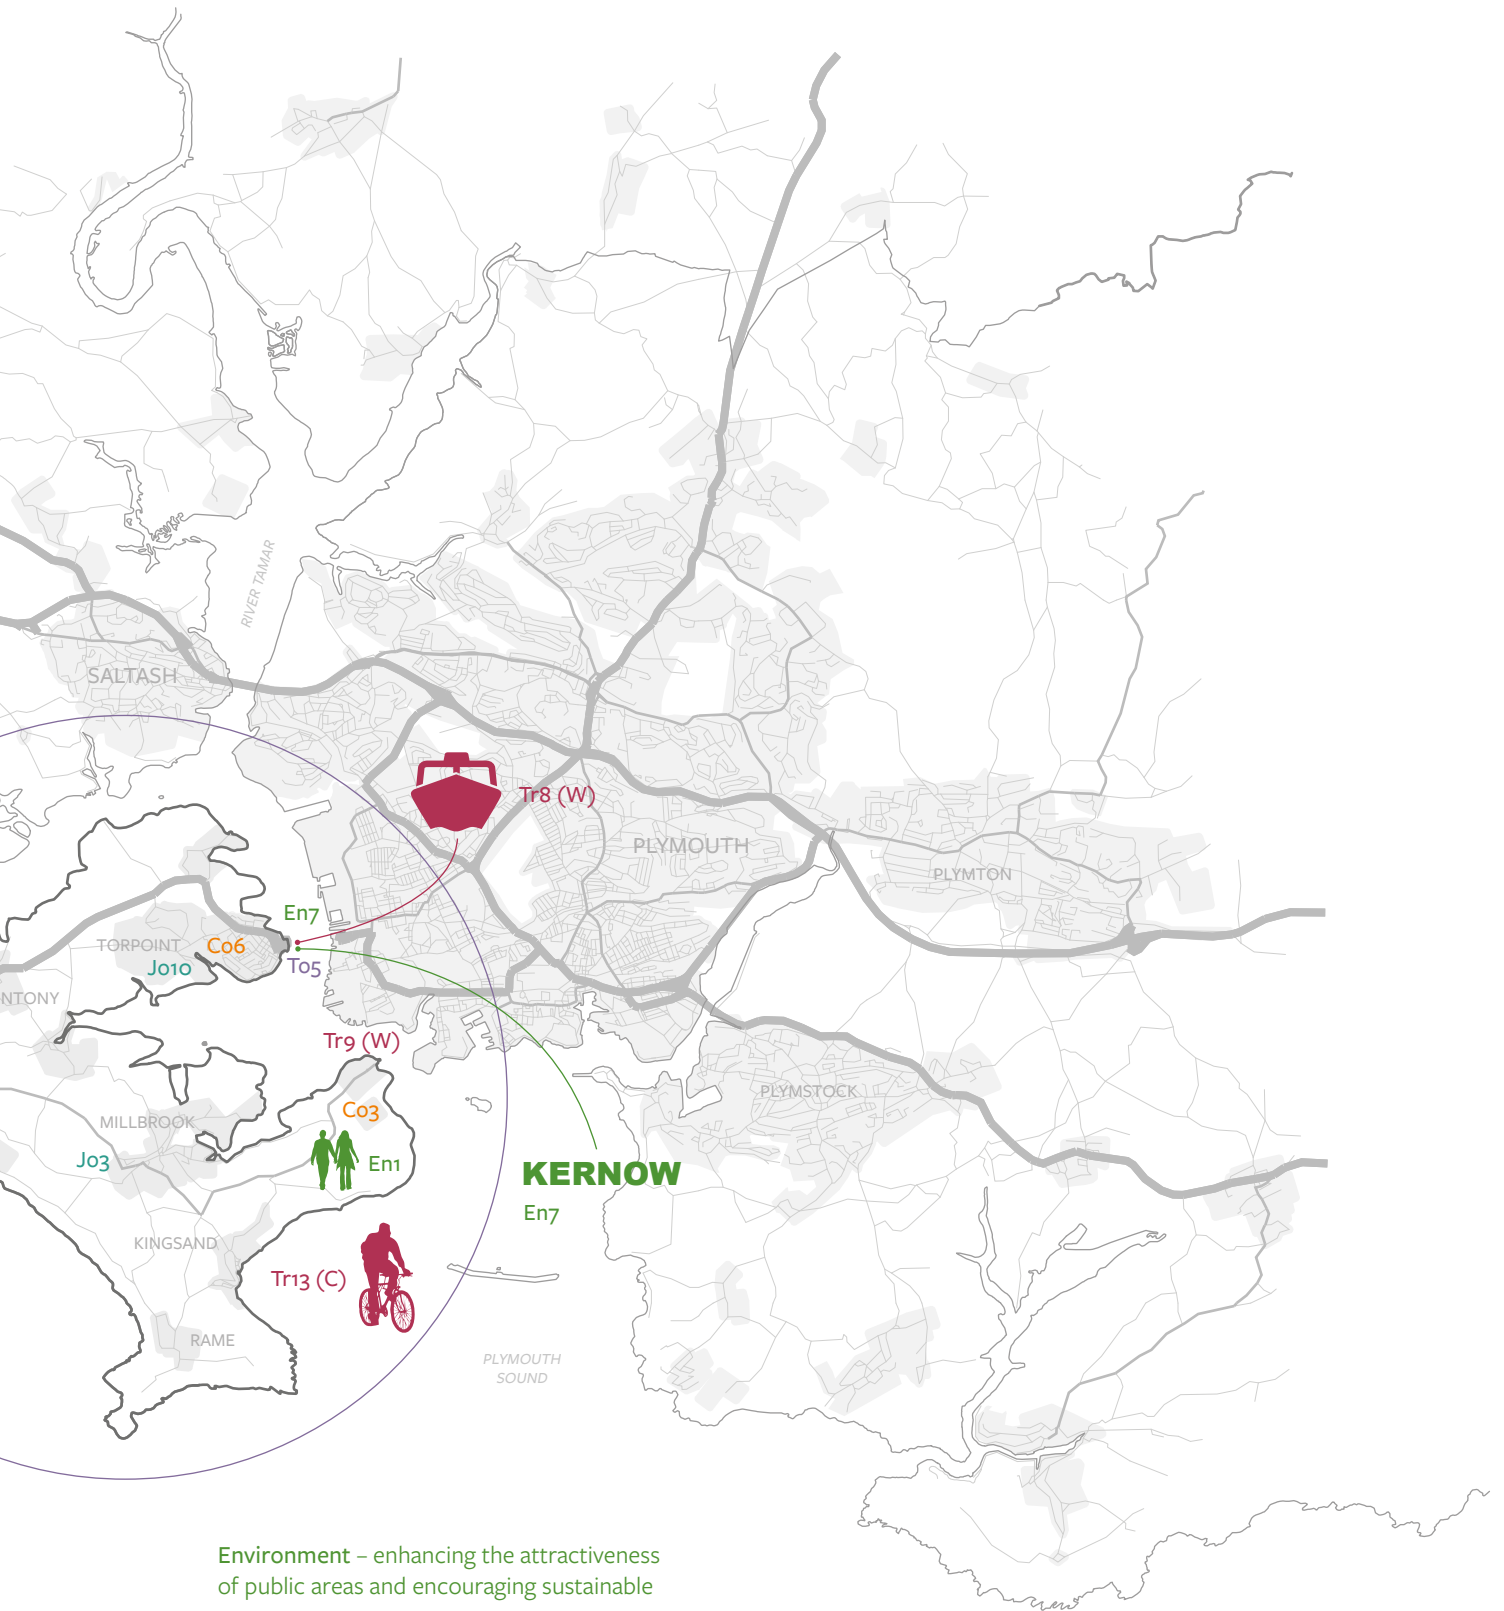 RIVER TAMAR
SALTASH
Tr8 (W)
PLYMOUTH
PLYMTON
En7
TORPOINT
Co6
Jo10
To5
NTONY
Tr9 (W)
PLYMSTOCK
Co3
MILLBROOK
Jo3
En1
KERNOW
En7
KINGSAND
Tr13 (C)
RAME
PLYMOUTH
SOUND
Environment – enhancing the attractiveness
of public areas and encouraging sustainable